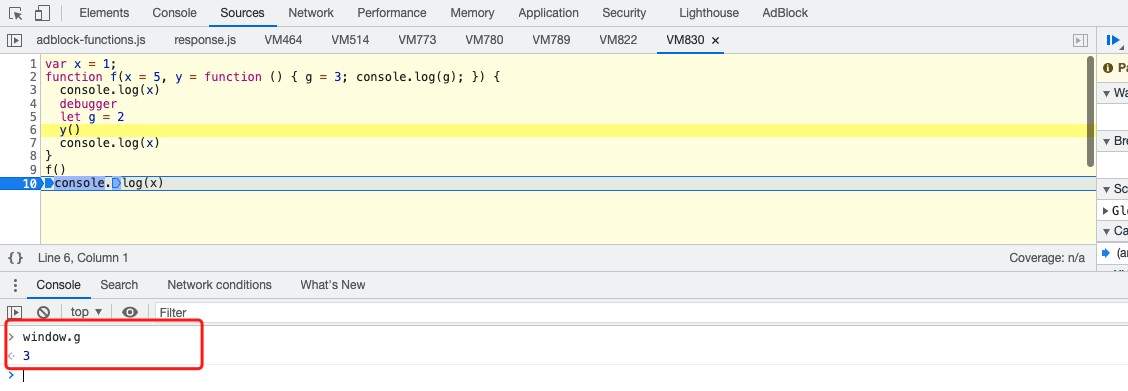 Elements Console Sources Network Performance Memory Application Security Lighthouse AdBlock
adblock-functions.js response.js VM464 VM514 VM773 VM780 VM789 VM822 VM830 ×
1 var x = 1;
2 function f(x = 5, y = function () { g = 3; console.log(g); }) {
3 console.log(x)
4 debugger
5 let g = 2
6 y()
7 console.log(x)
8 }
9 f()
10 console.log(x)
Pa
Wa
Bre
Sc
Glo
Ca
(an
{} Line 6, Column 1 Coverage: n/a
Console Search Network conditions What's New
top ▼ Filter
> window.g
3
>